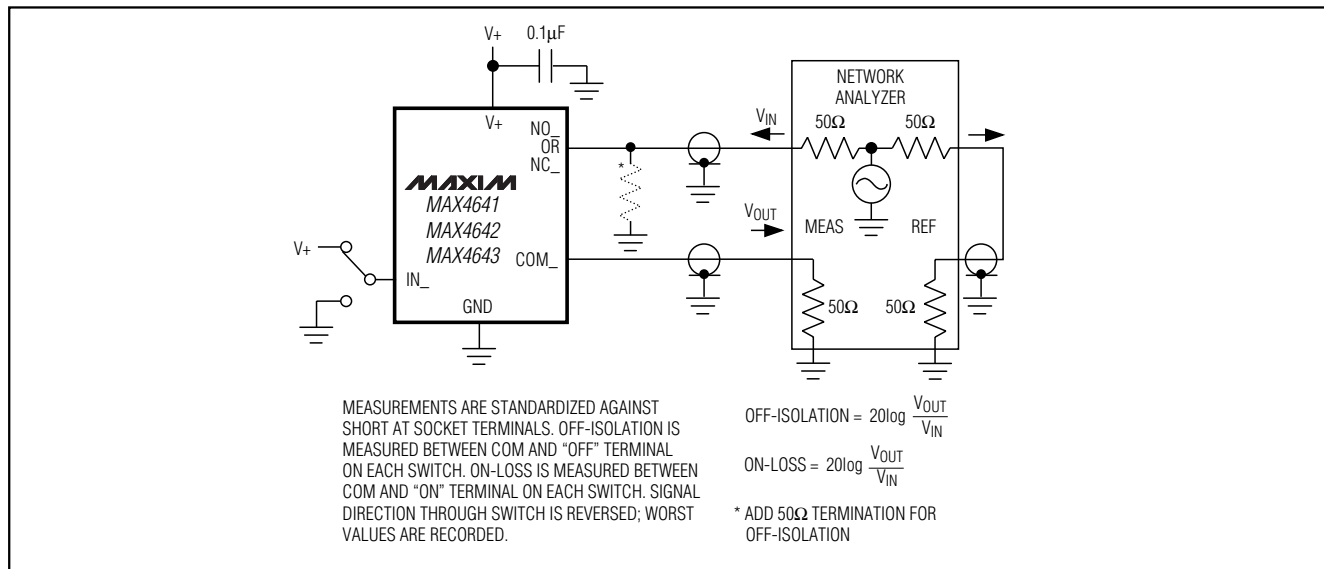 V+ 0.1µF
V+
NO_
OR
NC_
MAXIM
MAX4641
MAX4642
MAX4643
COM_
V+
IN_
GND
*
VIN
VOUT
NETWORK
ANALYZER
50Ω 50Ω
MEAS REF
50Ω 50Ω
MEASUREMENTS ARE STANDARDIZED AGAINST
SHORT AT SOCKET TERMINALS. OFF-ISOLATION IS
MEASURED BETWEEN COM AND “OFF” TERMINAL
ON EACH SWITCH. ON-LOSS IS MEASURED BETWEEN
COM AND “ON” TERMINAL ON EACH SWITCH. SIGNAL
DIRECTION THROUGH SWITCH IS REVERSED; WORST
VALUES ARE RECORDED.
OFF-ISOLATION = 20log VOUT
VIN
ON-LOSS = 20log VOUT
VIN
* ADD 50Ω TERMINATION FOR
OFF-ISOLATION